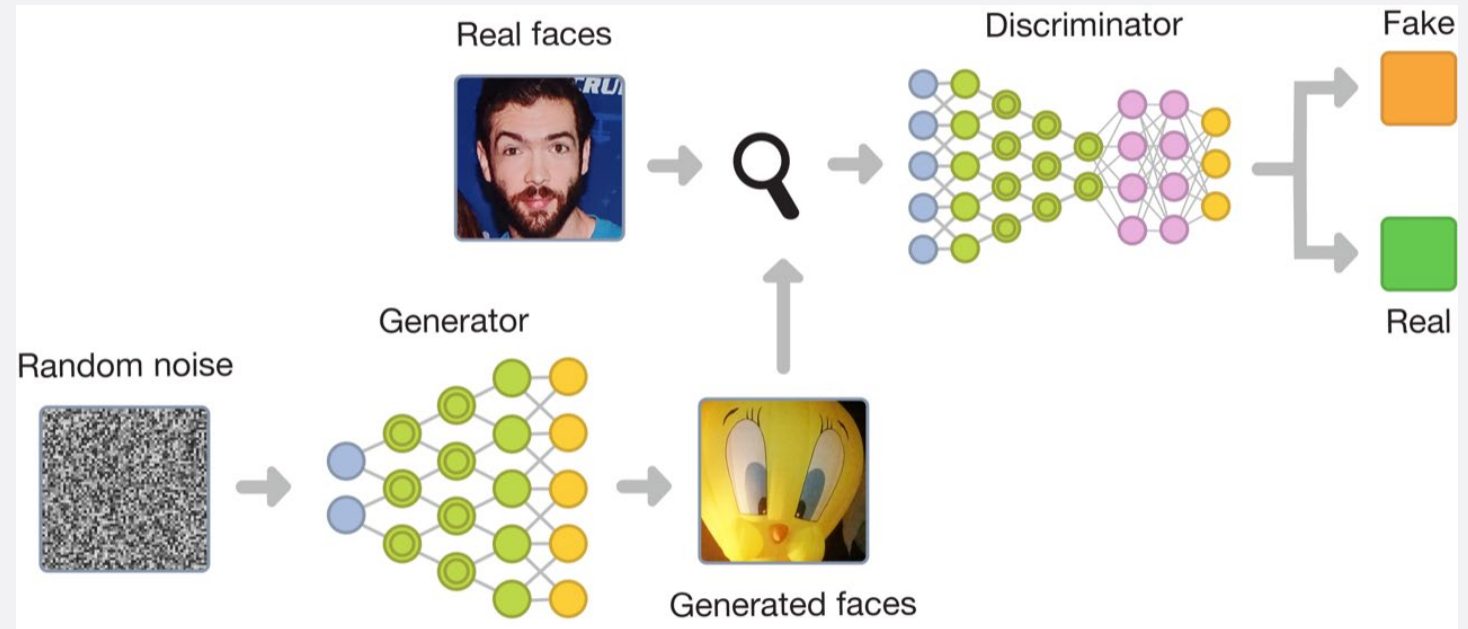 Real faces
Discriminator
Fake
Real
Generator
Random noise
Generated faces